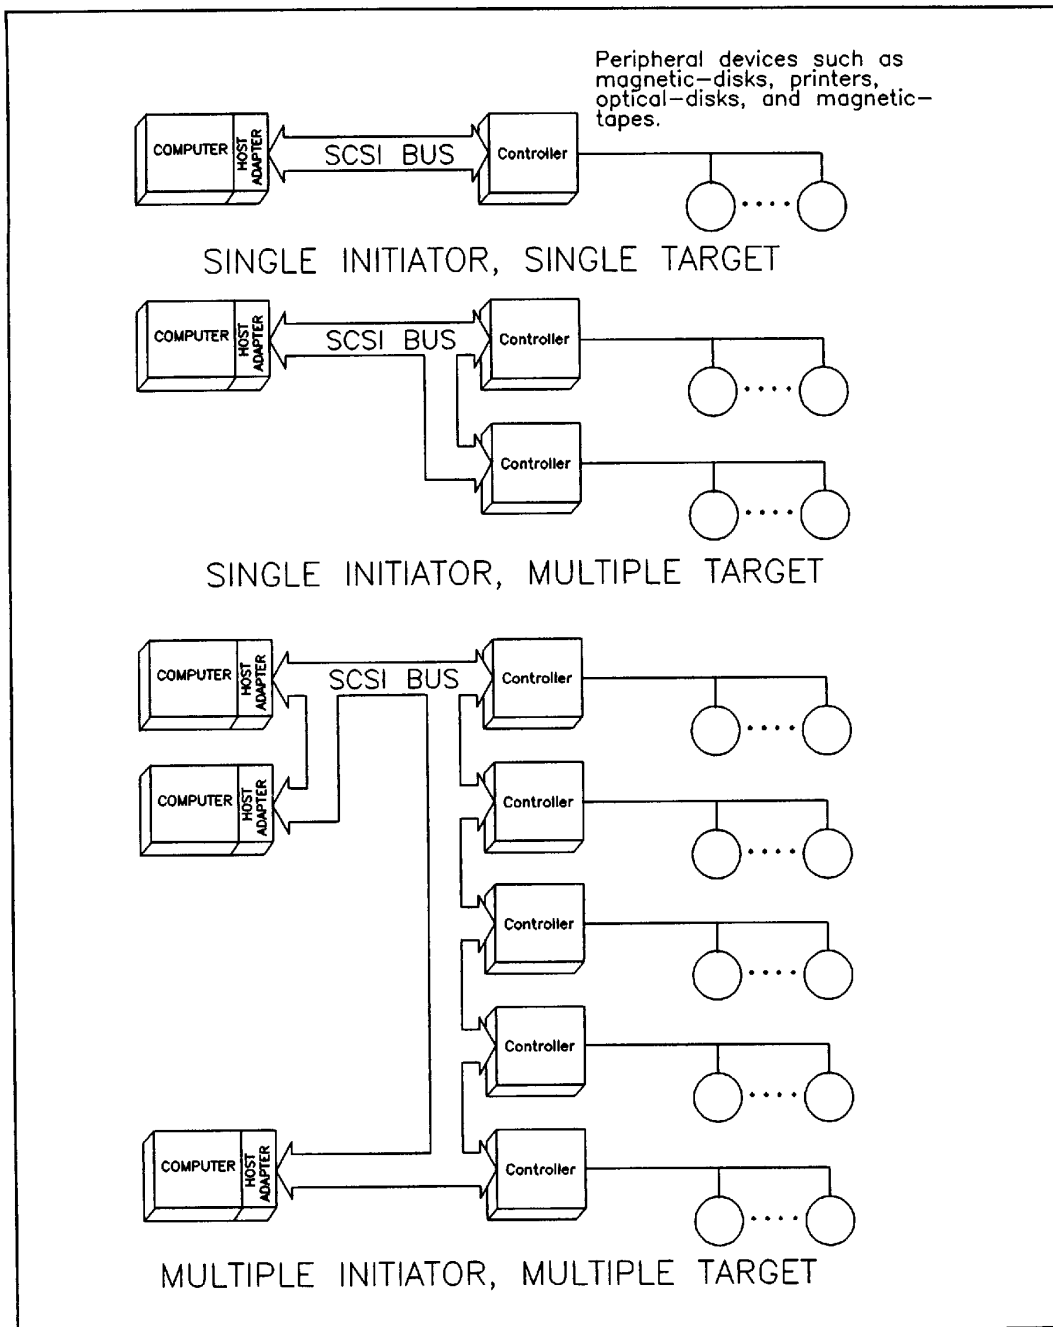 Peripheral devices such as
magnetic-disks, printers,
optical-disks, and magnetic-
tapes.
COMPUTER
HOST
ADAPTER
SCSI BUS
Controller
SINGLE INITIATOR, SINGLE TARGET
COMPUTER
HOST
ADAPTER
SCSI BUS
Controller
Controller
SINGLE INITIATOR, MULTIPLE TARGET
COMPUTER
HOST
ADAPTER
SCSI BUS
Controller
COMPUTER
HOST
ADAPTER
Controller
Controller
Controller
COMPUTER
HOST
ADAPTER
Controller
MULTIPLE INITIATOR, MULTIPLE TARGET